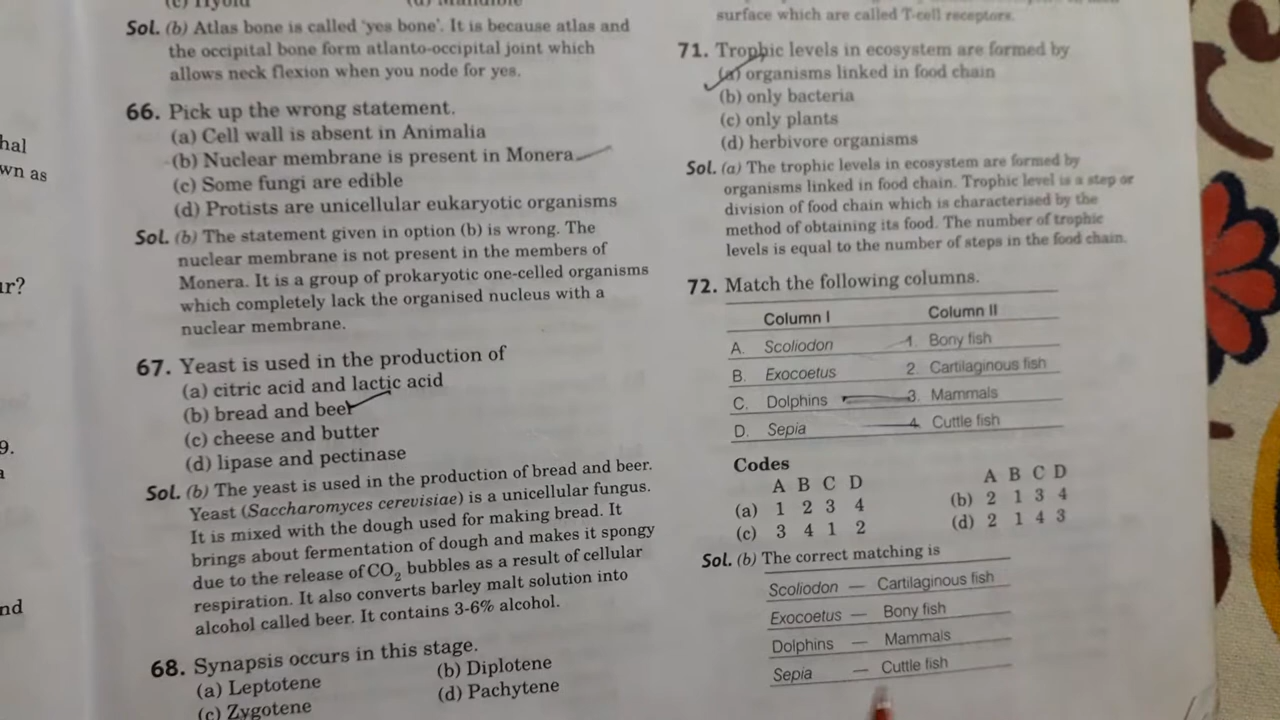 hal
wn as
ur?
9.
a
nd
Sol. (b) Atlas bone is called 'yes bone'. It is because atlas and
the occipital bone form atlanto-occipital joint which
allows neck flexion when you node for yes.
66. Pick up the wrong statement.
(a) Cell wall is absent in Animalia
(b) Nuclear membrane is present in Monera
(c) Some fungi are edible
(d) Protists are unicellular eukaryotic organisms
Sol. (b) The statement given in option (b) is wrong. The
nuclear membrane is not present in the members of
Monera. It is a group of prokaryotic one-celled organisms
which completely lack the organised nucleus with a
nuclear membrane.
67. Yeast is used in the production of
(a) citric acid and lactic acid
(b) bread and beer
(c) cheese and butter
(d) lipase and pectinase
Sol. (b) The yeast is used in the production of bread and beer.
Yeast (Saccharomyces cerevisiae) is a unicellular fungus.
It is mixed with the dough used for making bread. It
brings about fermentation of dough and makes it spongy
due to the release of CO₂ bubbles as a result of cellular
respiration. It also converts barley malt solution into
alcohol called beer. It contains 3-6% alcohol.
68. Synapsis occurs in this stage.
(a) Leptotene (b) Diplotene
(c) Zygotene (d) Pachytene
surface which are called T-cell receptors.
71. Trophic levels in ecosystem are formed by
(a) organisms linked in food chain
(b) only bacteria
(c) only plants
(d) herbivore organisms
Sol. (a) The trophic levels in ecosystem are formed by
organisms linked in food chain. Trophic level is a step or
division of food chain which is characterised by the
method of obtaining its food. The number of trophic
levels is equal to the number of steps in the food chain.
72. Match the following columns.
Column I Column II
A. Scoliodon 1. Bony fish
B. Exocoetus 2. Cartilaginous fish
C. Dolphins 3. Mammals
D. Sepia 4. Cuttle fish
Codes
A B C D A B C D
(a) 1 2 3 4 (b) 2 1 3 4
(c) 3 4 1 2 (d) 2 1 4 3
Sol. (b) The correct matching is
Scoliodon — Cartilaginous fish
Exocoetus — Bony fish
Dolphins — Mammals
Sepia — Cuttle fish